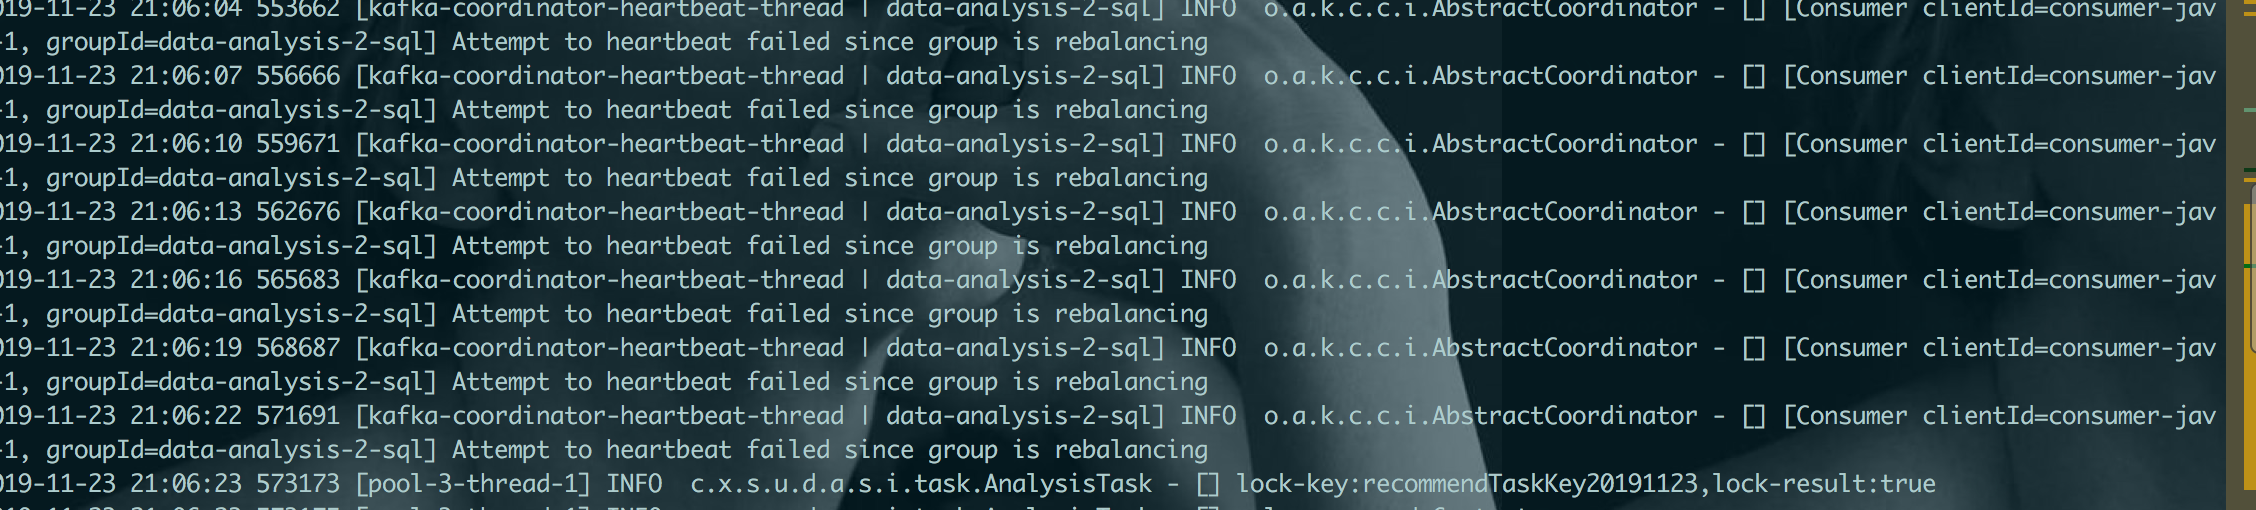 019-11-23 21:06:04 553662 [kafka-coordinator-heartbeat-thread | data-analysis-2-sql] INFO  o.a.k.c.c.i.AbstractCoordinator - [] [Consumer clientId=consumer-jav
-1, groupId=data-analysis-2-sql] Attempt to heartbeat failed since group is rebalancing
019-11-23 21:06:07 556666 [kafka-coordinator-heartbeat-thread | data-analysis-2-sql] INFO  o.a.k.c.c.i.AbstractCoordinator - [] [Consumer clientId=consumer-jav
-1, groupId=data-analysis-2-sql] Attempt to heartbeat failed since group is rebalancing
019-11-23 21:06:10 559671 [kafka-coordinator-heartbeat-thread | data-analysis-2-sql] INFO  o.a.k.c.c.i.AbstractCoordinator - [] [Consumer clientId=consumer-jav
-1, groupId=data-analysis-2-sql] Attempt to heartbeat failed since group is rebalancing
019-11-23 21:06:13 562676 [kafka-coordinator-heartbeat-thread | data-analysis-2-sql] INFO  o.a.k.c.c.i.AbstractCoordinator - [] [Consumer clientId=consumer-jav
-1, groupId=data-analysis-2-sql] Attempt to heartbeat failed since group is rebalancing
019-11-23 21:06:16 565683 [kafka-coordinator-heartbeat-thread | data-analysis-2-sql] INFO  o.a.k.c.c.i.AbstractCoordinator - [] [Consumer clientId=consumer-jav
-1, groupId=data-analysis-2-sql] Attempt to heartbeat failed since group is rebalancing
019-11-23 21:06:19 568687 [kafka-coordinator-heartbeat-thread | data-analysis-2-sql] INFO  o.a.k.c.c.i.AbstractCoordinator - [] [Consumer clientId=consumer-jav
-1, groupId=data-analysis-2-sql] Attempt to heartbeat failed since group is rebalancing
019-11-23 21:06:22 571691 [kafka-coordinator-heartbeat-thread | data-analysis-2-sql] INFO  o.a.k.c.c.i.AbstractCoordinator - [] [Consumer clientId=consumer-jav
-1, groupId=data-analysis-2-sql] Attempt to heartbeat failed since group is rebalancing
019-11-23 21:06:23 573173 [pool-3-thread-1] INFO  c.x.s.u.d.a.s.i.task.AnalysisTask - [] lock-key:recommendTaskKey20191123,lock-result:true